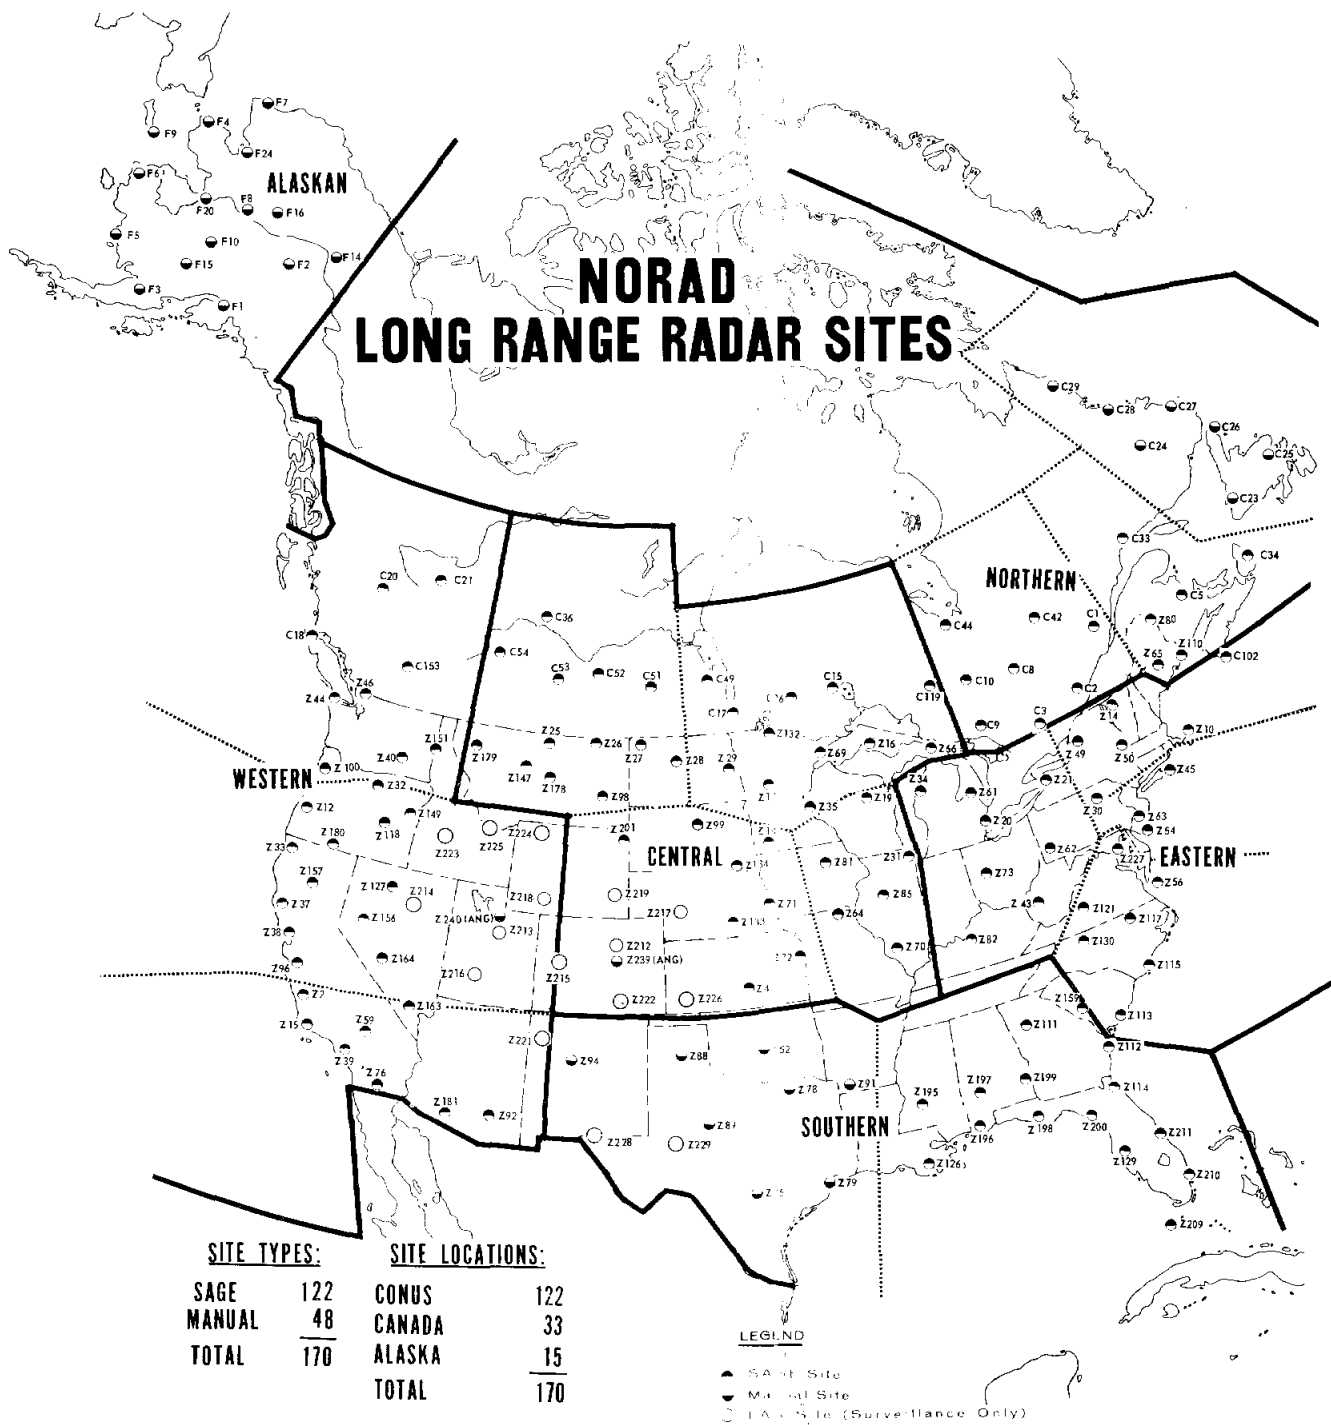 F7
F4
F9
F24
F6
ALASKAN
F20
F8
F16
F5
F10
F15
F2
F14
F3
F1
NORAD
LONG RANGE RADAR SITES
C29
C28
C27
C26
C24
C25
C23
C33
C34
NORTHERN
C20
C21
C5
C36
C44
C42
C1
Z80
C18
C54
C153
C53
C52
C51
C49
C15
C119
C10
C8
Z65
Z110
C102
Z44
Z46
C17
C2
C3
Z14
C9
Z10
Z151
Z25
Z26
Z27
Z28
Z29
Z132
Z69
Z16
Z66
Z49
Z50
Z45
WESTERN
Z100
Z40
Z179
Z147
Z178
Z98
Z35
Z19
Z34
Z61
Z21
Z30
Z12
Z32
Z149
Z118
Z180
Z33
Z223
Z225
Z224
Z201
Z99
CENTRAL
Z81
Z31
Z20
Z62
Z63
Z54
Z227
EASTERN
Z157
Z127
Z214
Z218
Z219
Z217
Z71
Z64
Z85
Z73
Z43
Z56
Z37
Z156
Z240(ANG)
Z213
Z121
Z117
Z38
Z212
Z239(ANG)
Z70
Z82
Z130
Z96
Z164
Z216
Z215
Z115
Z222
Z226
Z163
Z15
Z59
Z159
Z113
Z221
Z111
Z39
Z94
Z88
Z112
Z76
Z78
Z91
Z195
Z197
Z199
Z114
Z181
Z92
SOUTHERN
Z196
Z198
Z200
Z211
Z228
Z229
Z126
Z129
Z79
Z210
Z209
SITE TYPES:
SAGE 122
MANUAL 48
TOTAL 170
SITE LOCATIONS:
CONUS 122
CANADA 33
ALASKA 15
TOTAL 170
LEGEND
Site
Site
(Surveillance Only)